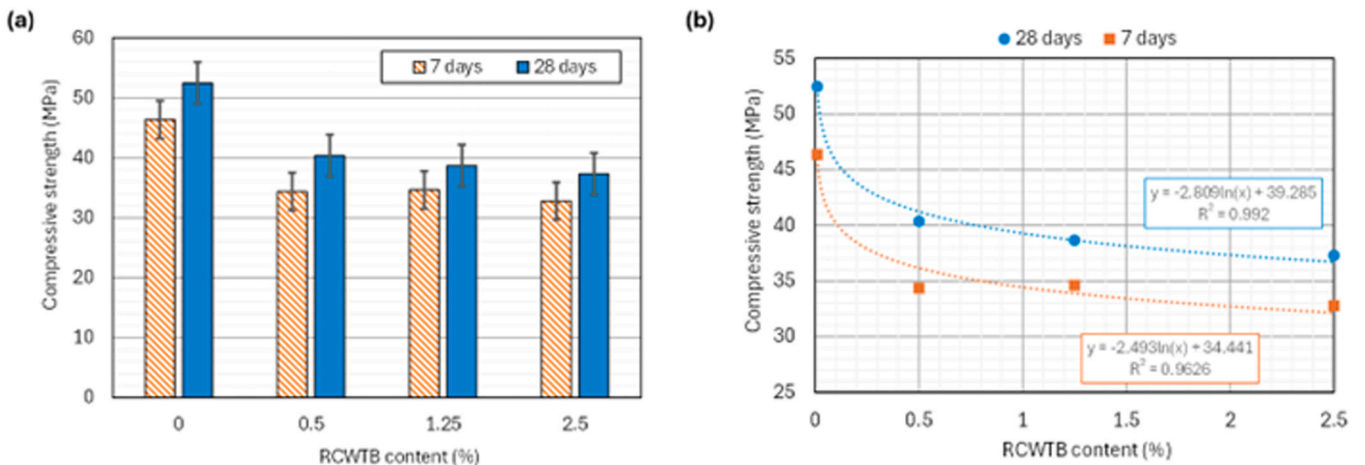 (a)
60
50
40
30
20
10
0
Compressive strength (MPa)
7 days 28 days
0 0.5 1.25 2.5
RCWTB content (%)
(b)
28 days 7 days
55
50
45
40
35
30
25
Compressive strength (MPa)
y = -2.809ln(x) + 39.285
R² = 0.992
y = -2.493ln(x) + 34.441
R² = 0.9626
0 0.5 1 1.5 2 2.5
RCWTB content (%)